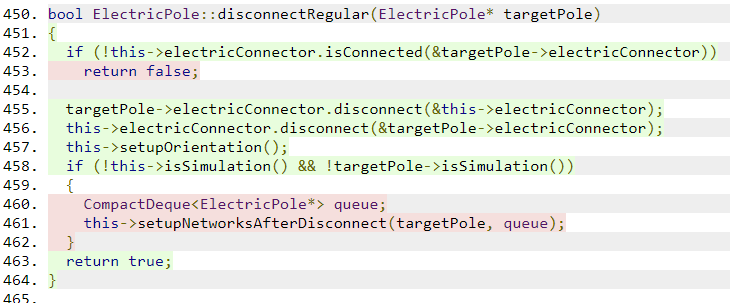 450. bool ElectricPole::disconnectRegular(ElectricPole* targetPole)
451. {
452.   if (!this->electricConnector.isConnected(&targetPole->electricConnector))
453.     return false;
454.
455.   targetPole->electricConnector.disconnect(&this->electricConnector);
456.   this->electricConnector.disconnect(&targetPole->electricConnector);
457.   this->setupOrientation();
458.   if (!this->isSimulation() && !targetPole->isSimulation())
459.   {
460.     CompactDeque<ElectricPole*> queue;
461.     this->setupNetworksAfterDisconnect(targetPole, queue);
462.   }
463.   return true;
464. }
465.